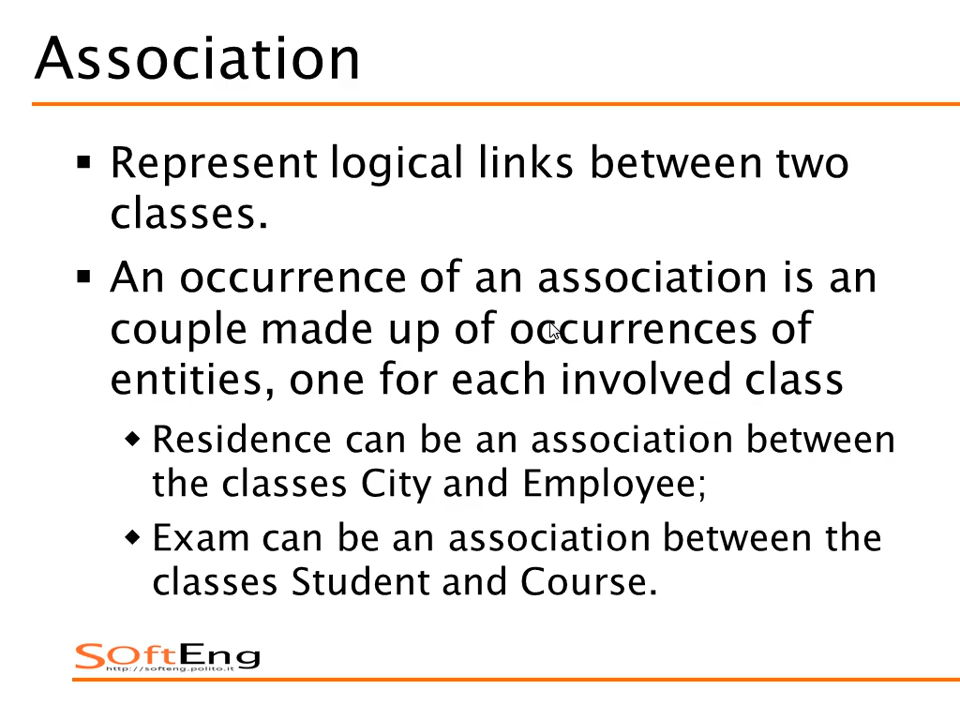 Association
▪ Represent logical links between two
classes.
▪ An occurrence of an association is an
couple made up of occurrences of
entities, one for each involved class
◆ Residence can be an association between
the classes City and Employee;
◆ Exam can be an association between the
classes Student and Course.
SOftEng
http://softeng.polito.it